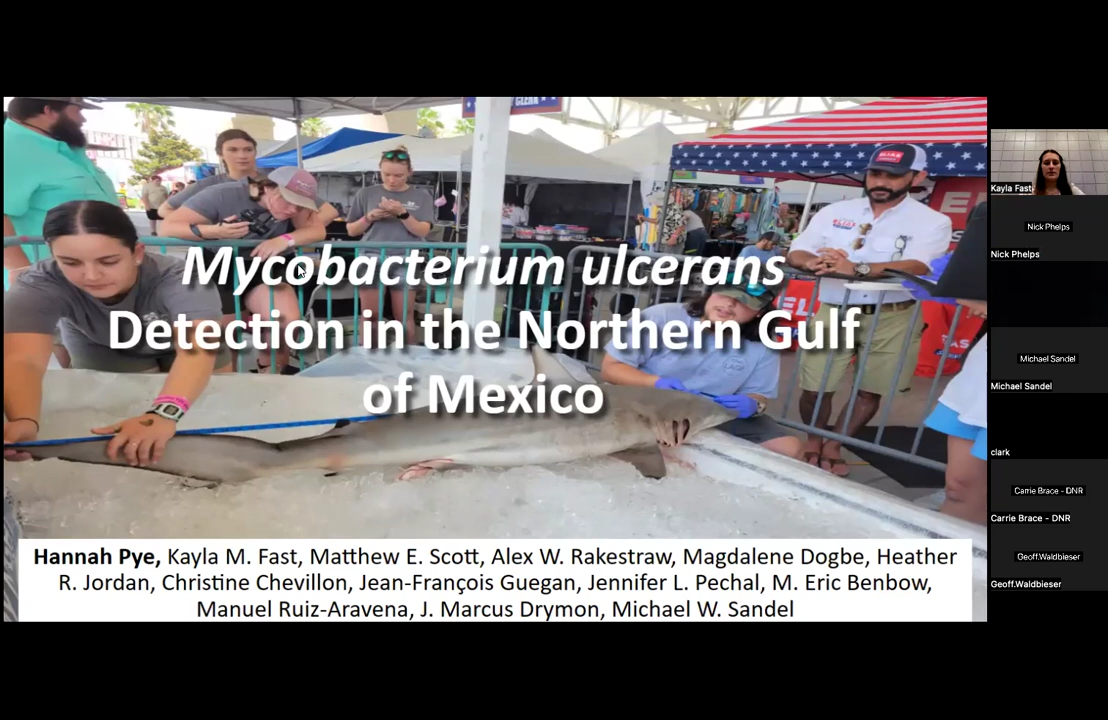 Mycobacterium ulcerans
Detection in the Northern Gulf
of Mexico
Hannah Pye, Kayla M. Fast, Matthew E. Scott, Alex W. Rakestraw, Magdalene Dogbe, Heather
R. Jordan, Christine Chevillon, Jean-François Guegan, Jennifer L. Pechal, M. Eric Benbow,
Manuel Ruiz-Aravena, J. Marcus Drymon, Michael W. Sandel
Kayla Fast
Nick Phelps
Nick Phelps
Michael Sandel
Michael Sandel
clark
Carrie Brace - DNR
Carrie Brace - DNR
Geoff.Waldbieser
Geoff.Waldbieser